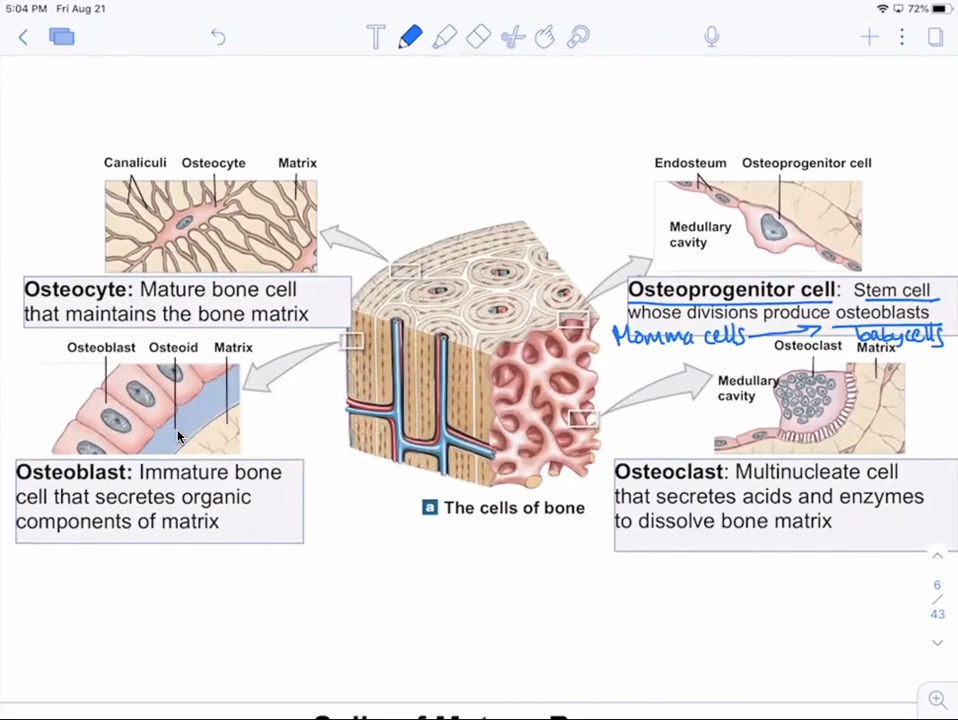 5:04 PM Fri Aug 21
72%
Canaliculi Osteocyte Matrix
Osteocyte: Mature bone cell
that maintains the bone matrix
Endosteum Osteoprogenitor cell
Medullary
cavity
Osteoprogenitor cell: Stem cell
whose divisions produce osteoblasts
Momma cells → baby cells
Osteoblast Osteoid Matrix
Osteoblast: Immature bone
cell that secretes organic
components of matrix
Osteoclast Matrix
Medullary
cavity
Osteoclast: Multinucleate cell
that secretes acids and enzymes
to dissolve bone matrix
a The cells of bone
6
/
43